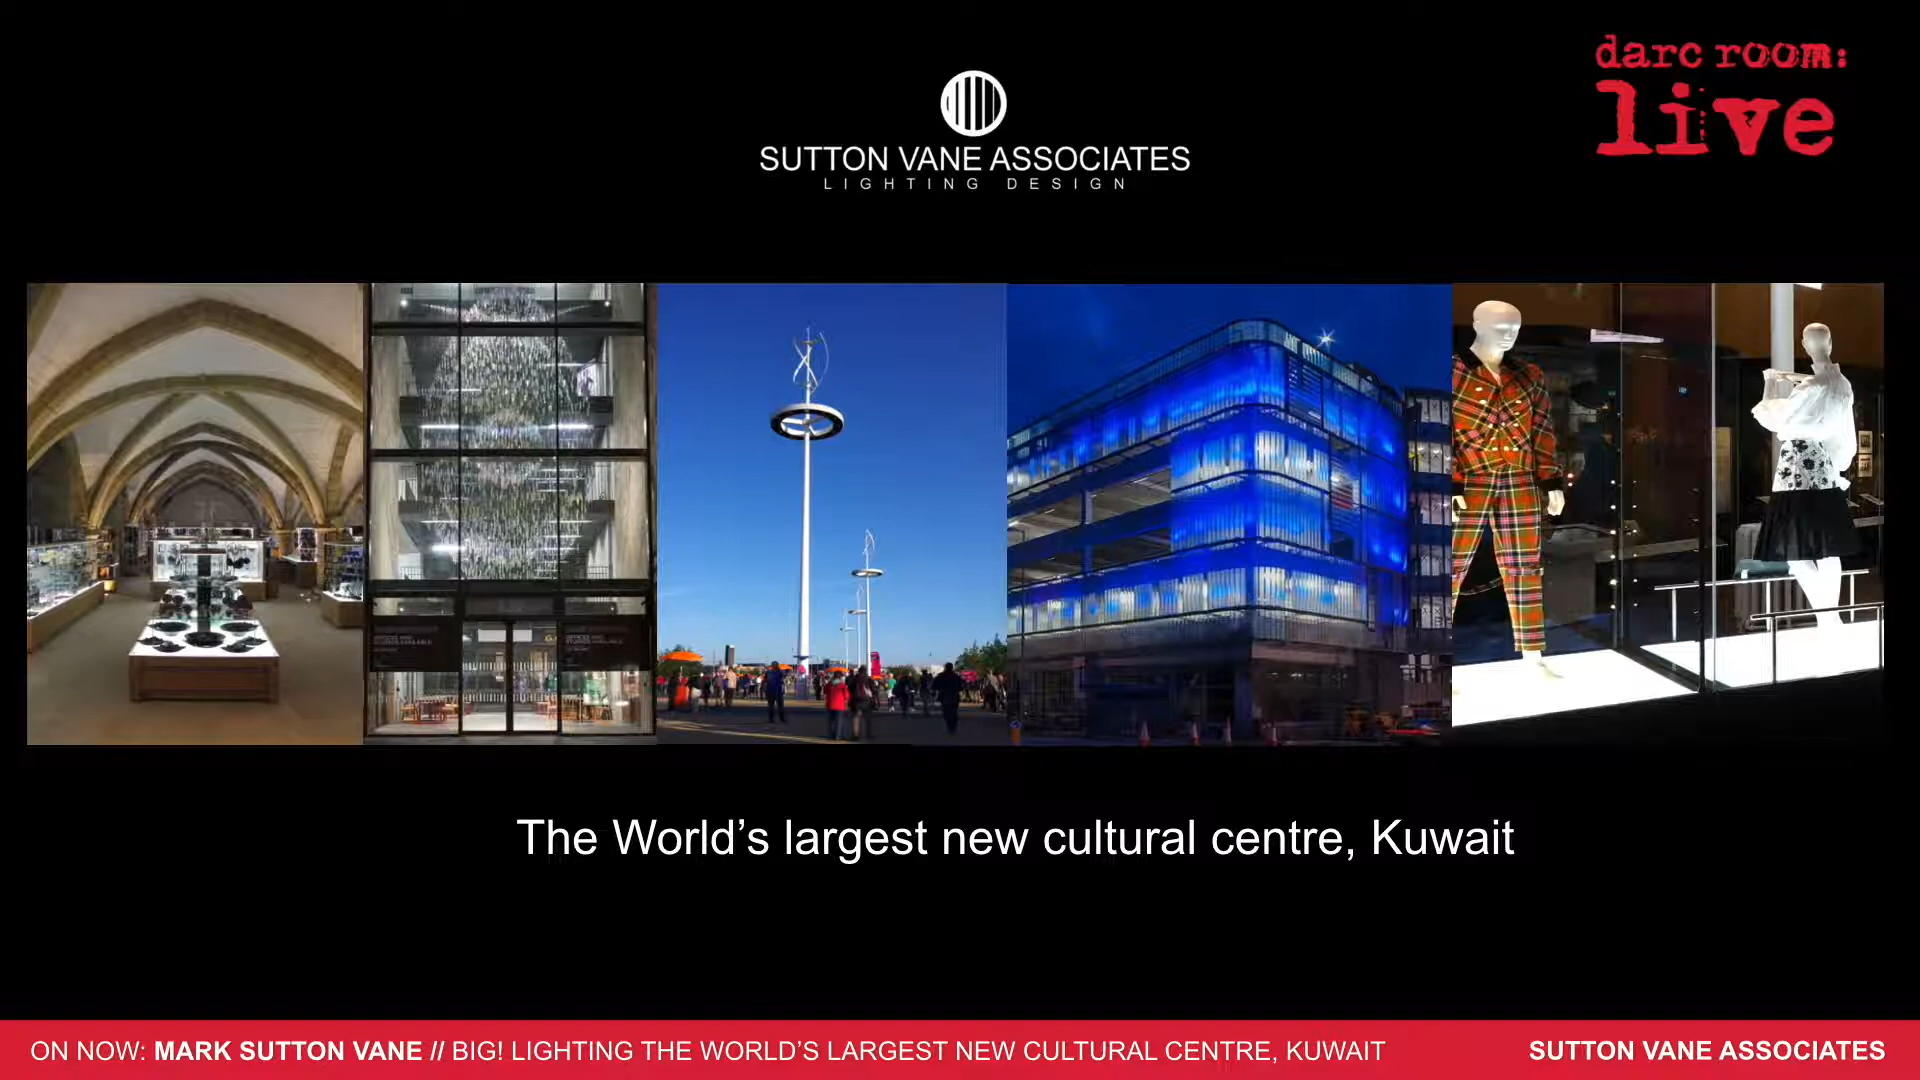 darc room:
live
SUTTON VANE ASSOCIATES
LIGHTING DESIGN
The World’s largest new cultural centre, Kuwait
ON NOW: MARK SUTTON VANE // BIG! LIGHTING THE WORLD’S LARGEST NEW CULTURAL CENTRE, KUWAIT
SUTTON VANE ASSOCIATES